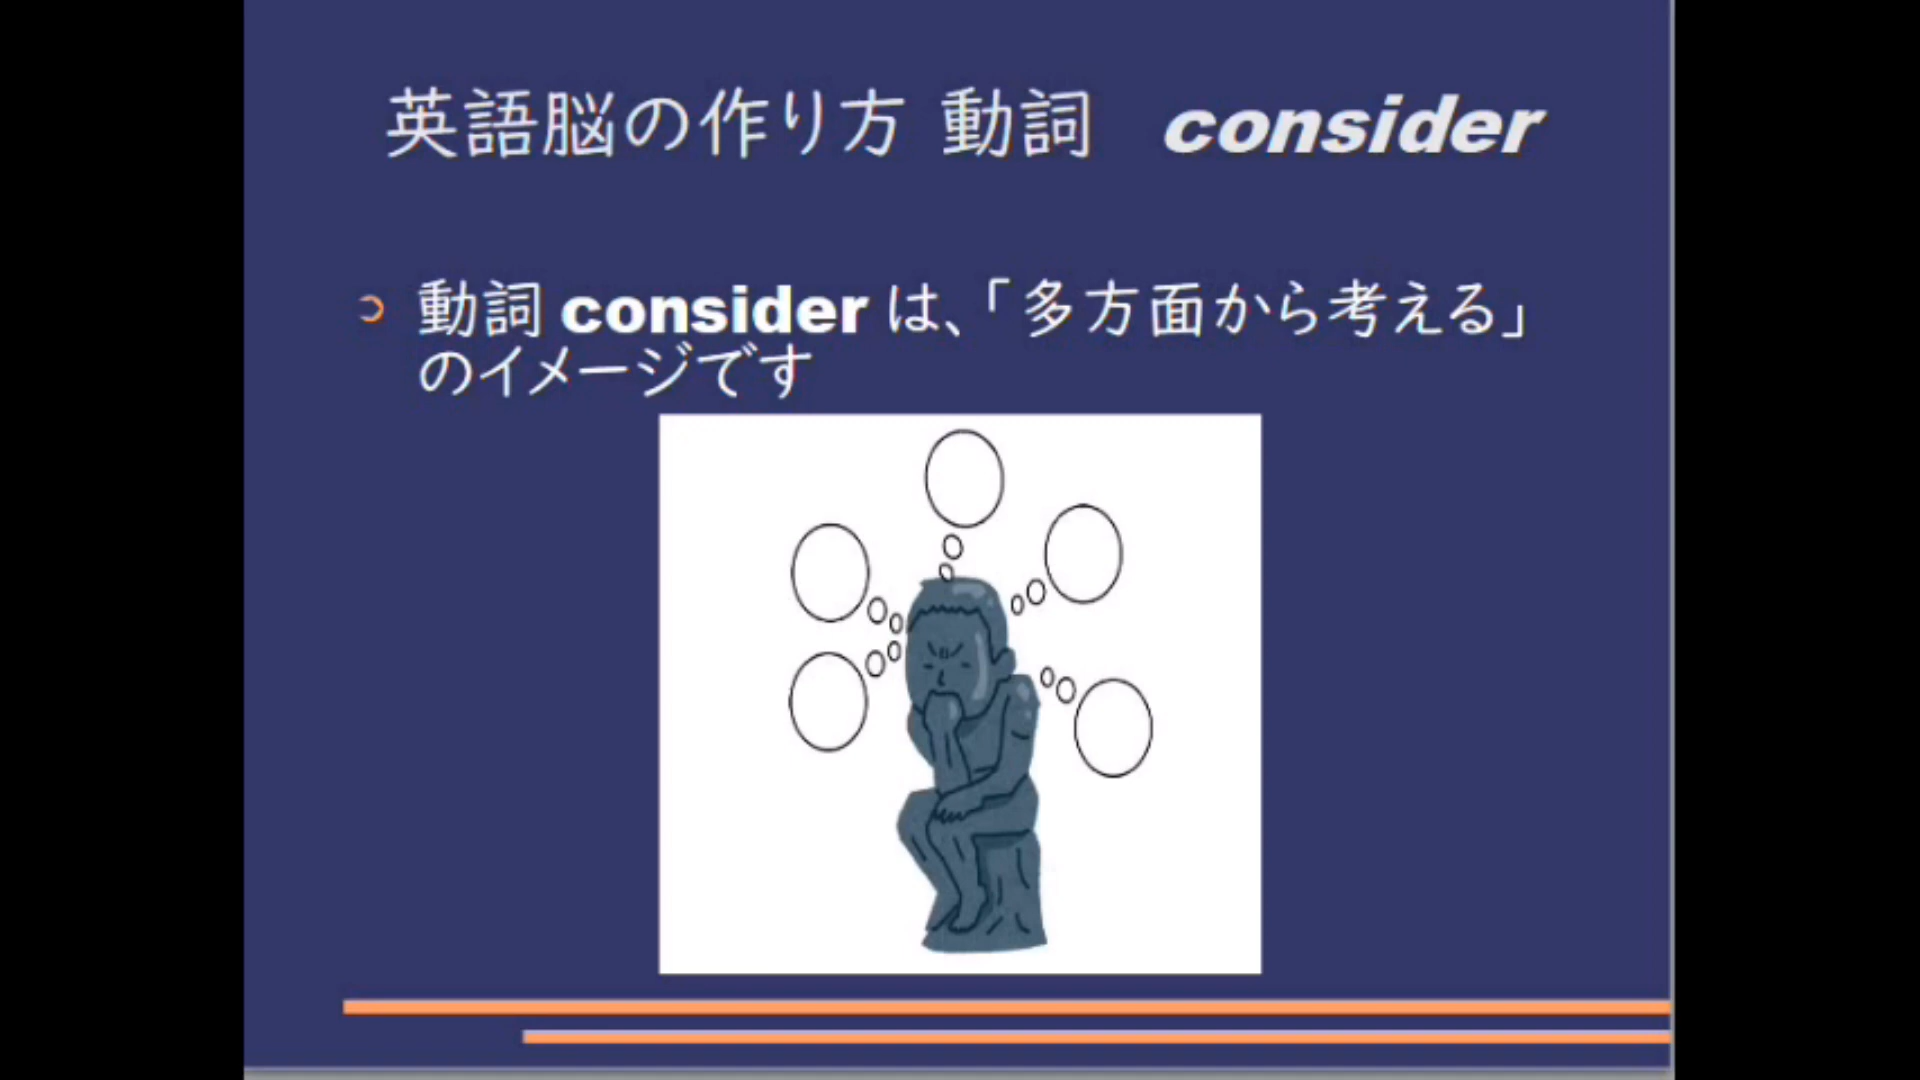 英語脳の作り方 動詞 consider
動詞 consider は、「多方面から考える」
のイメージです